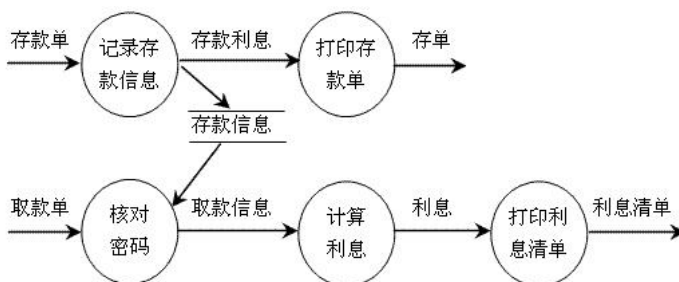 存款单
记录存
款信息
存款利息
打印存
款单
存单
存款信息
取款单
核对
密码
取款信息
计算
利息
利息
打印利
息清单
利息清单